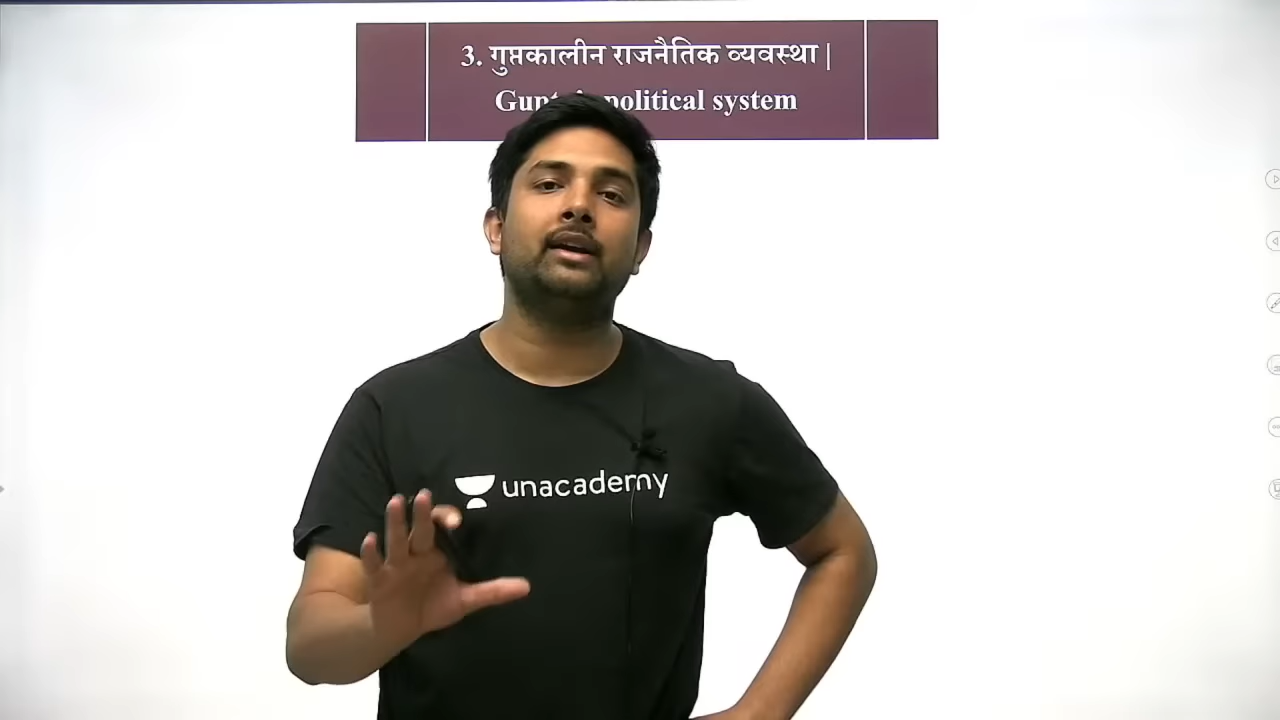 3. गुप्तकालीन राजनैतिक व्यवस्था |
political system
unacademy